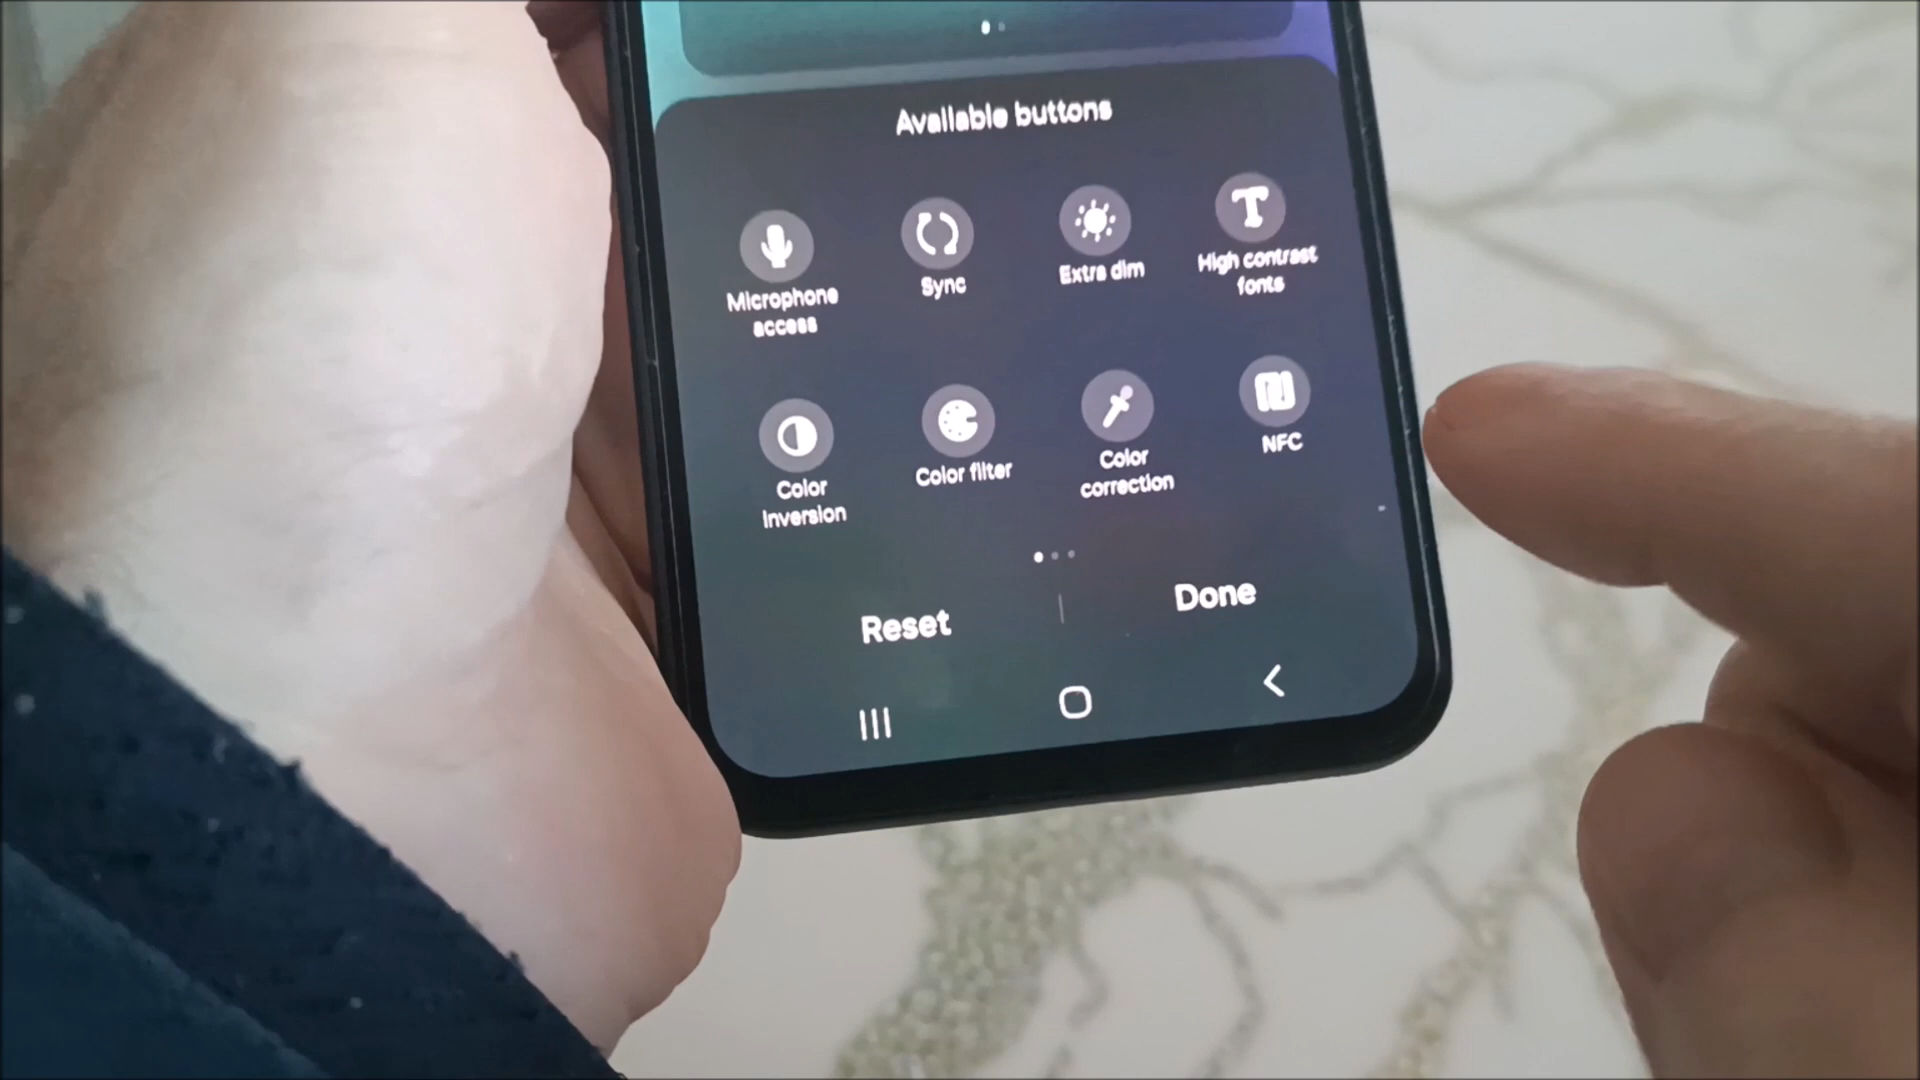 Available buttons
Microphone
access
Sync
Extra dim
High contrast
fonts
Color
inversion
Color filter
Color
correction
NFC
Reset
Done